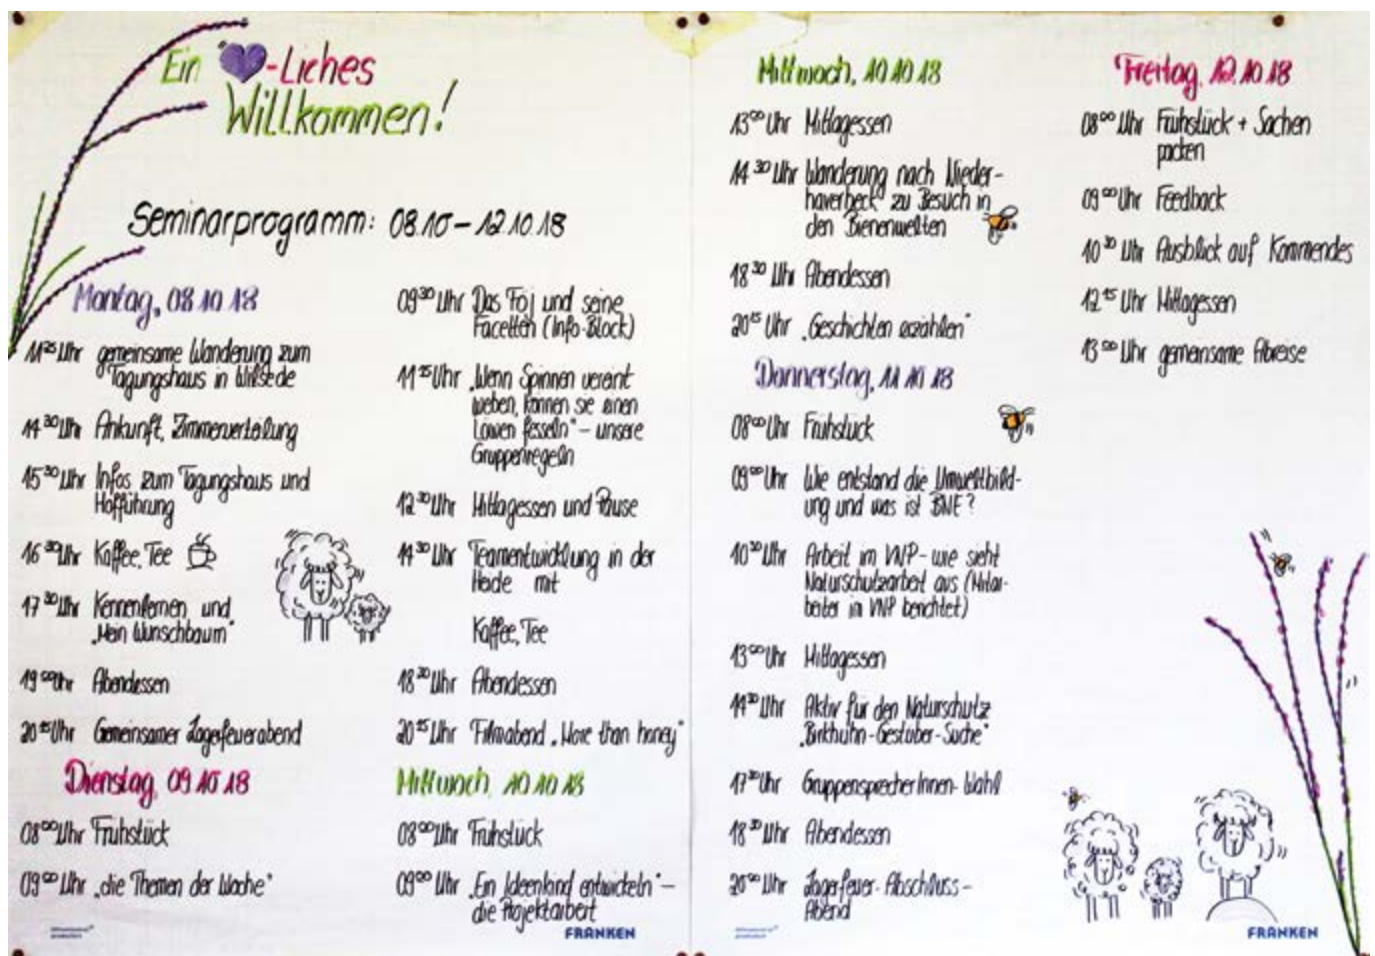 Ein -Liches
Willkommen!
Seminarprogramm: 08.10 - 12.10.18
Montag, 08.10.18
11 Uhr gemeinsame Wanderung zum
Tagungshaus in Wilsede
14 30 Uhr Ankunft, Zimmerverteilung
15 30 Uhr Infos zum Tagungshaus und
Hofführung
16 30 Uhr Kaffee, Tee
17 30 Uhr Kennenlernen und
„Mein Wunschbaum"
19 00 Uhr Abendessen
20 15 Uhr Gemeinsamer Lagerfeuerabend
Dienstag, 09.10.18
08 00 Uhr Frühstück
09 00 Uhr „die Themen der Woche"
09 30 Uhr Das Föj und seine
Facetten (Info-Block)
11 15 Uhr „Wenn Spinnen vereint
weben, können sie einen
Löwen fesseln" - unsere
Gruppenregeln
12 30 Uhr Mittagessen und Pause
14 30 Uhr Teamentwicklung in der
Heide mit
Kaffee, Tee
18 30 Uhr Abendessen
20 15 Uhr Filmabend „More than honey"
Mittwoch, 10.10.18
08 00 Uhr Frühstück
09 00 Uhr „Ein Ideenkind entwickeln" -
die Projektarbeit
FRANKEN
Mittwoch, 10.10.18
13 00 Uhr Mittagessen
14 30 Uhr Wanderung nach Nieder-
haverbeck zu Besuch in
den Bienenwelten
18 30 Uhr Abendessen
20 15 Uhr „Geschichten erzählen"
Donnerstag, 11.10.18
08 00 Uhr Frühstück
09 00 Uhr Wie entstand die Umweltbild-
ung und was ist BNE?
10 30 Uhr Arbeit im VNP - wie sieht
Naturschutzarbeit aus (Mitar-
beiter im VNP berichtet)
13 00 Uhr Mittagessen
14 30 Uhr Aktiv für den Naturschutz
„Birkhuhn-Gestöber-Suche"
17 30 Uhr GruppensprecherInnen-Wahl
18 30 Uhr Abendessen
20 00 Uhr Lagerfeuer-Abschluss-
Abend
Freitag, 12.10.18
08 00 Uhr Frühstück + Sachen
packen
09 00 Uhr Feedback
10 30 Uhr Ausblick auf Kommendes
12 15 Uhr Mittagessen
13 00 Uhr gemeinsame Abreise
FRANKEN